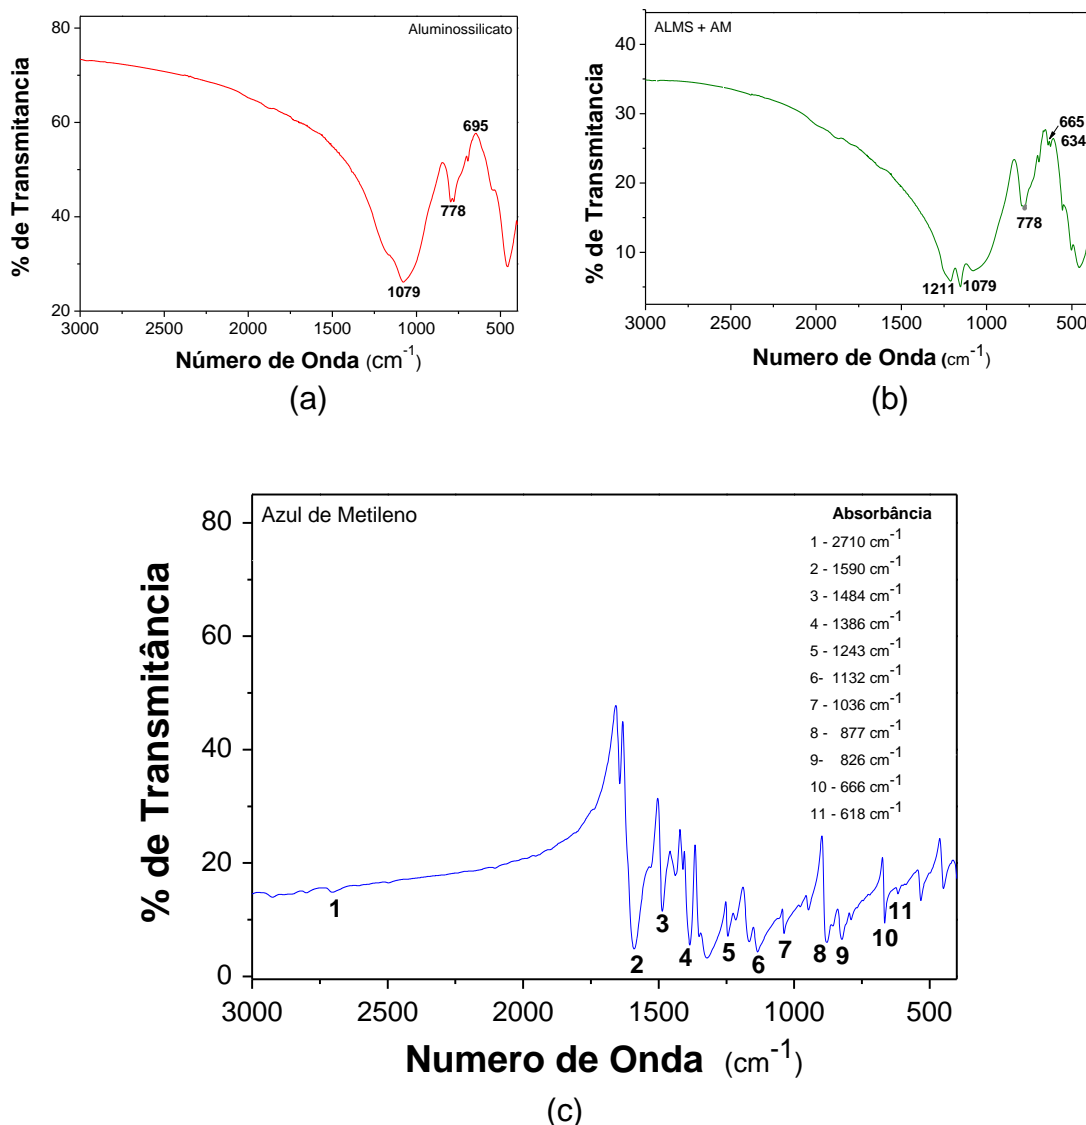 Aluminossilicato
80
60
40
20
% de Transmitancia
695
778
1079
3000 2500 2000 1500 1000 500
Número de Onda (cm-1)
(a)
ALMS + AM
40
30
20
10
% de Transmitancia
665
634
778
1211 1079
3000 2500 2000 1500 1000 500
Numero de Onda (cm-1)
(b)
Azul de Metileno
Absorbância
1 - 2710 cm-1
2 - 1590 cm-1
3 - 1484 cm-1
4 - 1386 cm-1
5 - 1243 cm-1
6- 1132 cm-1
7 - 1036 cm-1
8 - 877 cm-1
9- 826 cm-1
10 - 666 cm-1
11 - 618 cm-1
80
60
40
20
0
% de Transmitância
1 2 3 4 5 6 7 8 9 10 11
3000 2500 2000 1500 1000 500
Numero de Onda (cm-1)
(c)